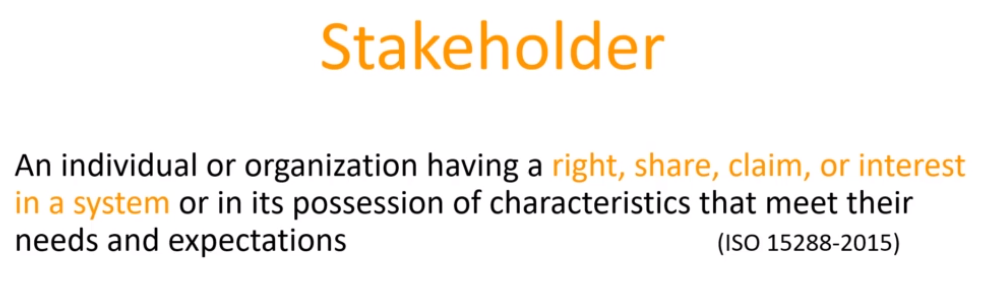 Stakeholder
An individual or organization having a right, share, claim, or interest
in a system or in its possession of characteristics that meet their
needs and expectations (ISO 15288-2015)